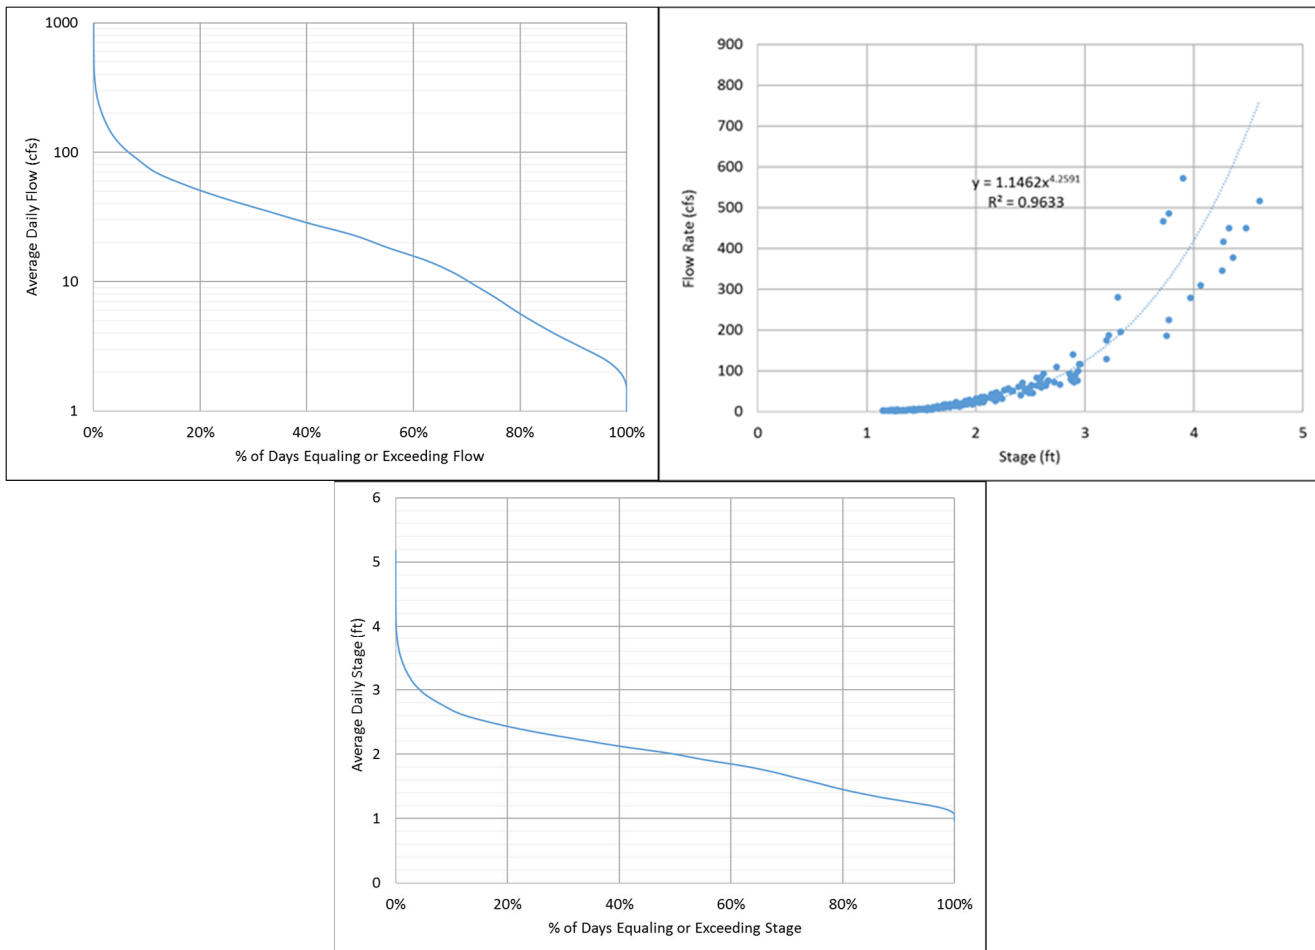 1000
100
10
1
Average Daily Flow (cfs)
0% 20% 40% 60% 80% 100%
% of Days Equaling or Exceeding Flow
900
800
700
600
500
400
300
200
100
0
Flow Rate (cfs)
y = 1.1462x^4.2591
R² = 0.9633
0 1 2 3 4 5
Stage (ft)
6
5
4
3
2
1
0
Average Daily Stage (ft)
0% 20% 40% 60% 80% 100%
% of Days Equaling or Exceeding Stage